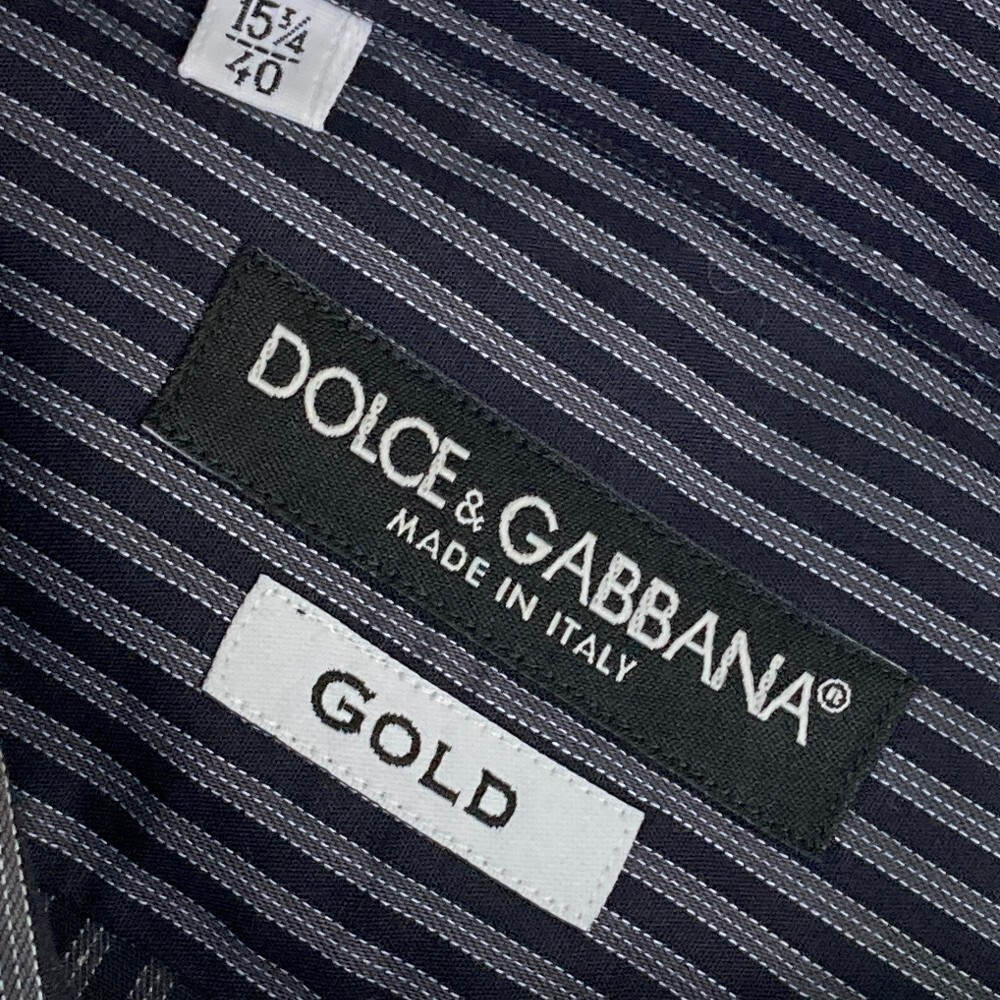 15¾
40
DOLCE & GABBANA®
MADE IN ITALY
GOLD